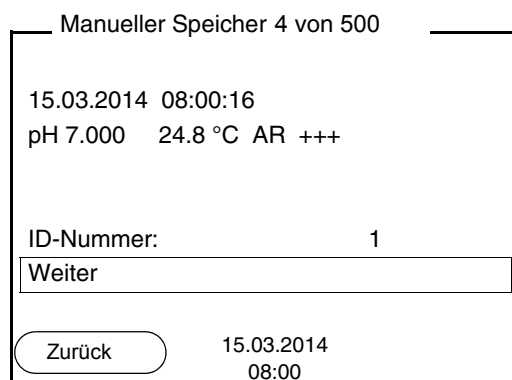 Manueller Speicher 4 von 500
15.03.2014 08:00:16
pH 7.000 24.8 °C AR +++
ID-Nummer: 1
Weiter
Zurück
15.03.2014
08:00